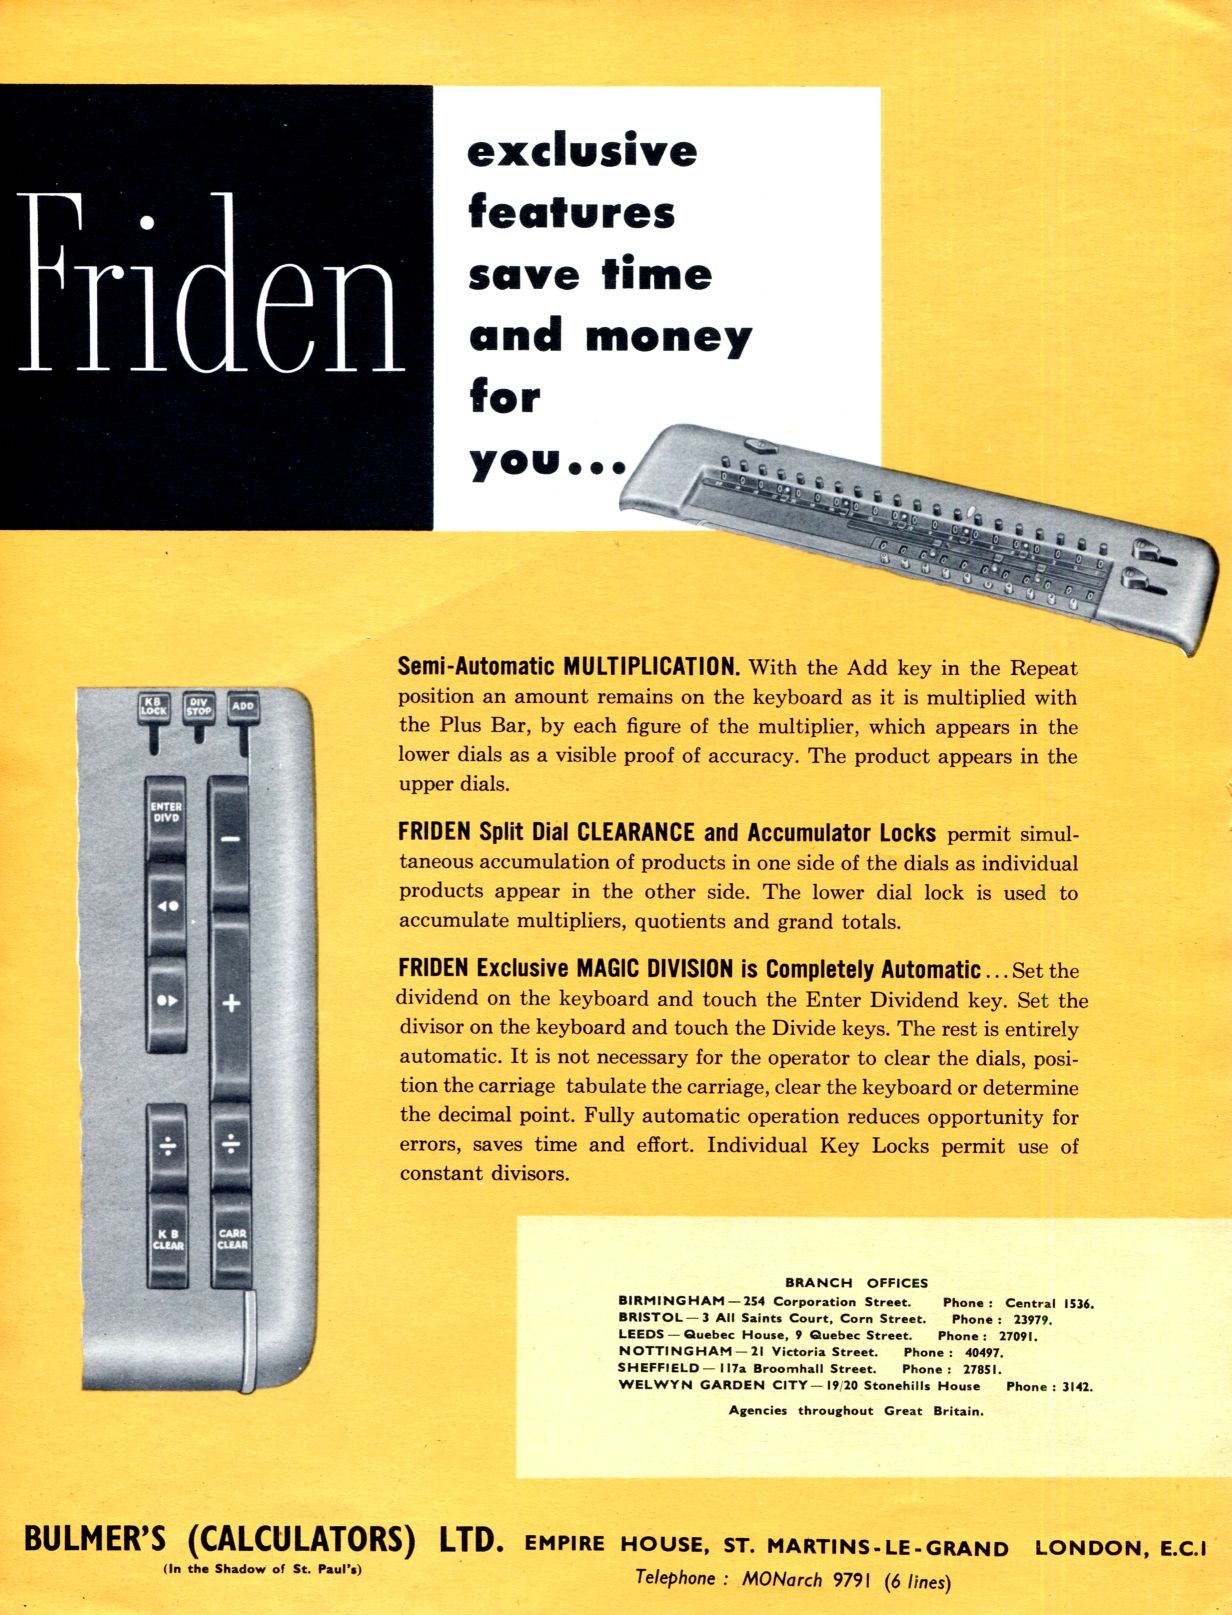 Friden
exclusive
features
save time
and money
for
you...
Semi-Automatic MULTIPLICATION. With the Add key in the Repeat
position an amount remains on the keyboard as it is multiplied with
the Plus Bar, by each figure of the multiplier, which appears in the
lower dials as a visible proof of accuracy. The product appears in the
upper dials.
KB
LOCK
DIV
STOP
ADD
ENTER
DIVD
−
◂●
●▸
+
÷
÷
K B
CLEAR
CARR
CLEAR
FRIDEN Split Dial CLEARANCE and Accumulator Locks permit simul-
taneous accumulation of products in one side of the dials as individual
products appear in the other side. The lower dial lock is used to
accumulate multipliers, quotients and grand totals.
FRIDEN Exclusive MAGIC DIVISION is Completely Automatic...Set the
dividend on the keyboard and touch the Enter Dividend key. Set the
divisor on the keyboard and touch the Divide keys. The rest is entirely
automatic. It is not necessary for the operator to clear the dials, posi-
tion the carriage tabulate the carriage, clear the keyboard or determine
the decimal point. Fully automatic operation reduces opportunity for
errors, saves time and effort. Individual Key Locks permit use of
constant divisors.
BRANCH OFFICES
BIRMINGHAM—254 Corporation Street. Phone: Central 1536.
BRISTOL—3 All Saints Court, Corn Street. Phone: 23979.
LEEDS—Quebec House, 9 Quebec Street. Phone: 27091.
NOTTINGHAM—21 Victoria Street. Phone: 40497.
SHEFFIELD—117a Broomhall Street. Phone: 27851.
WELWYN GARDEN CITY—19/20 Stonehills House Phone: 3142.
Agencies throughout Great Britain.
BULMER'S (CALCULATORS) LTD. EMPIRE HOUSE, ST. MARTINS-LE-GRAND LONDON, E.C.1
(In the Shadow of St. Paul's)
Telephone: MONarch 9791 (6 lines)